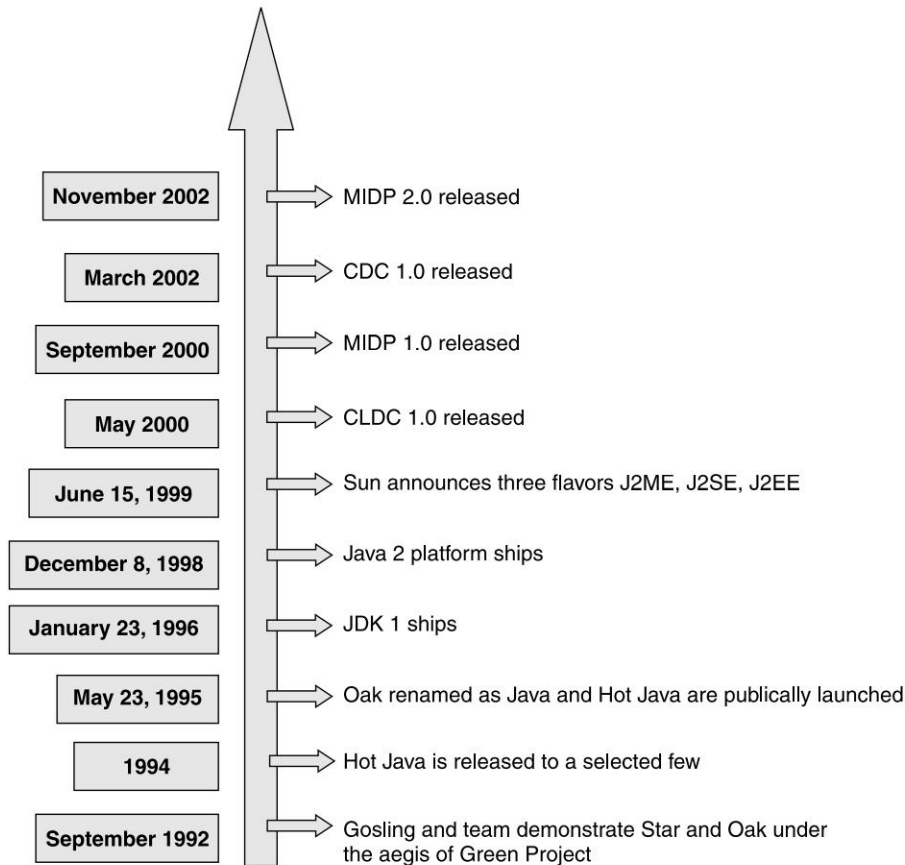 November 2002
MIDP 2.0 released
March 2002
CDC 1.0 released
September 2000
MIDP 1.0 released
May 2000
CLDC 1.0 released
June 15, 1999
Sun announces three flavors J2ME, J2SE, J2EE
December 8, 1998
Java 2 platform ships
January 23, 1996
JDK 1 ships
May 23, 1995
Oak renamed as Java and Hot Java are publically launched
1994
Hot Java is released to a selected few
September 1992
Gosling and team demonstrate Star and Oak under
the aegis of Green Project